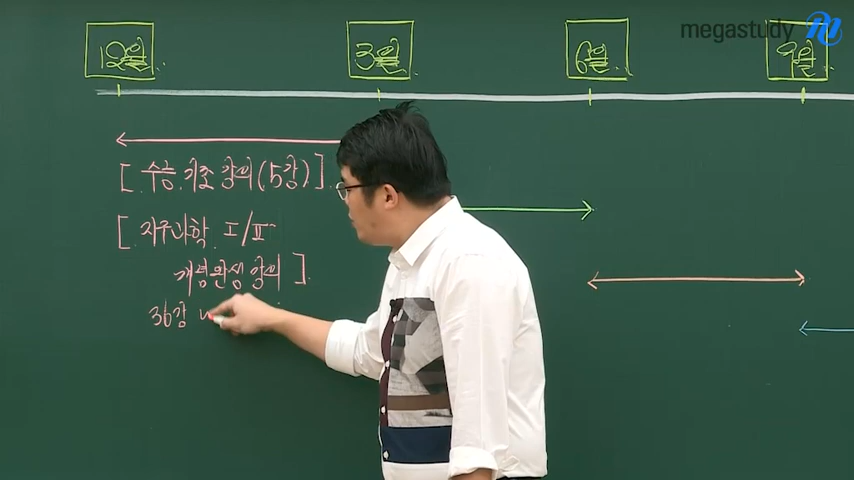 megastudy
12월 3월 6월 9월
[ 수능 기초 강의 (5강) ]
[ 지구과학 I/II
개념완성 강의 ].
36강